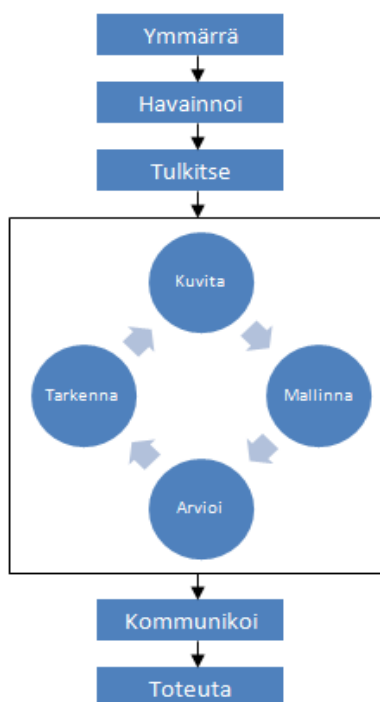 Ymmärrä
Havainnoi
Tulkitse
Kuvita
Mallinna
Arvioi
Tarkenna
Kommunikoi
Toteuta